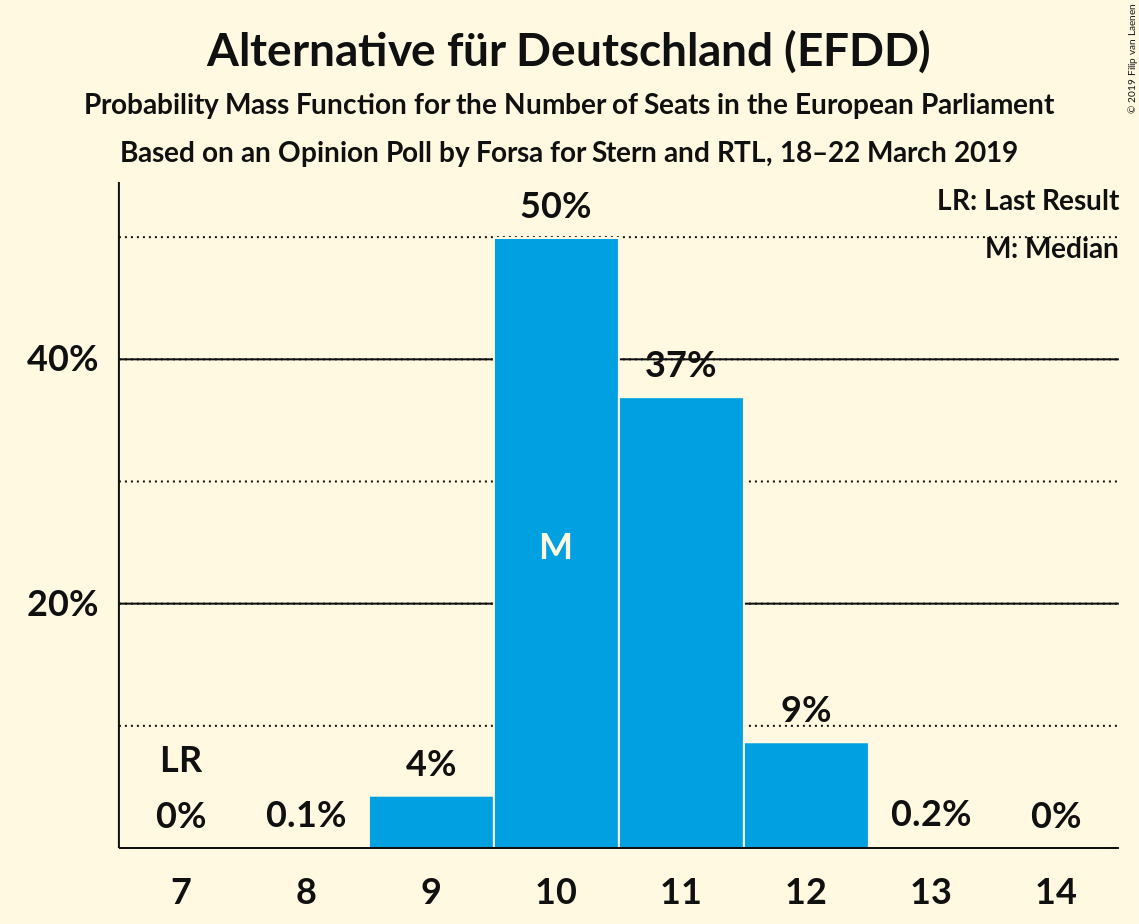 Alternative für Deutschland (EFDD)
Probability Mass Function for the Number of Seats in the European Parliament
Based on an Opinion Poll by Forsa for Stern and RTL, 18–22 March 2019
© 2019 Filip van Laenen
LR: Last Result
M: Median
50%
40%
37%
M
20%
9%
LR
4%
0%
0.1%
0.2%
0%
7 8 9 10 11 12 13 14